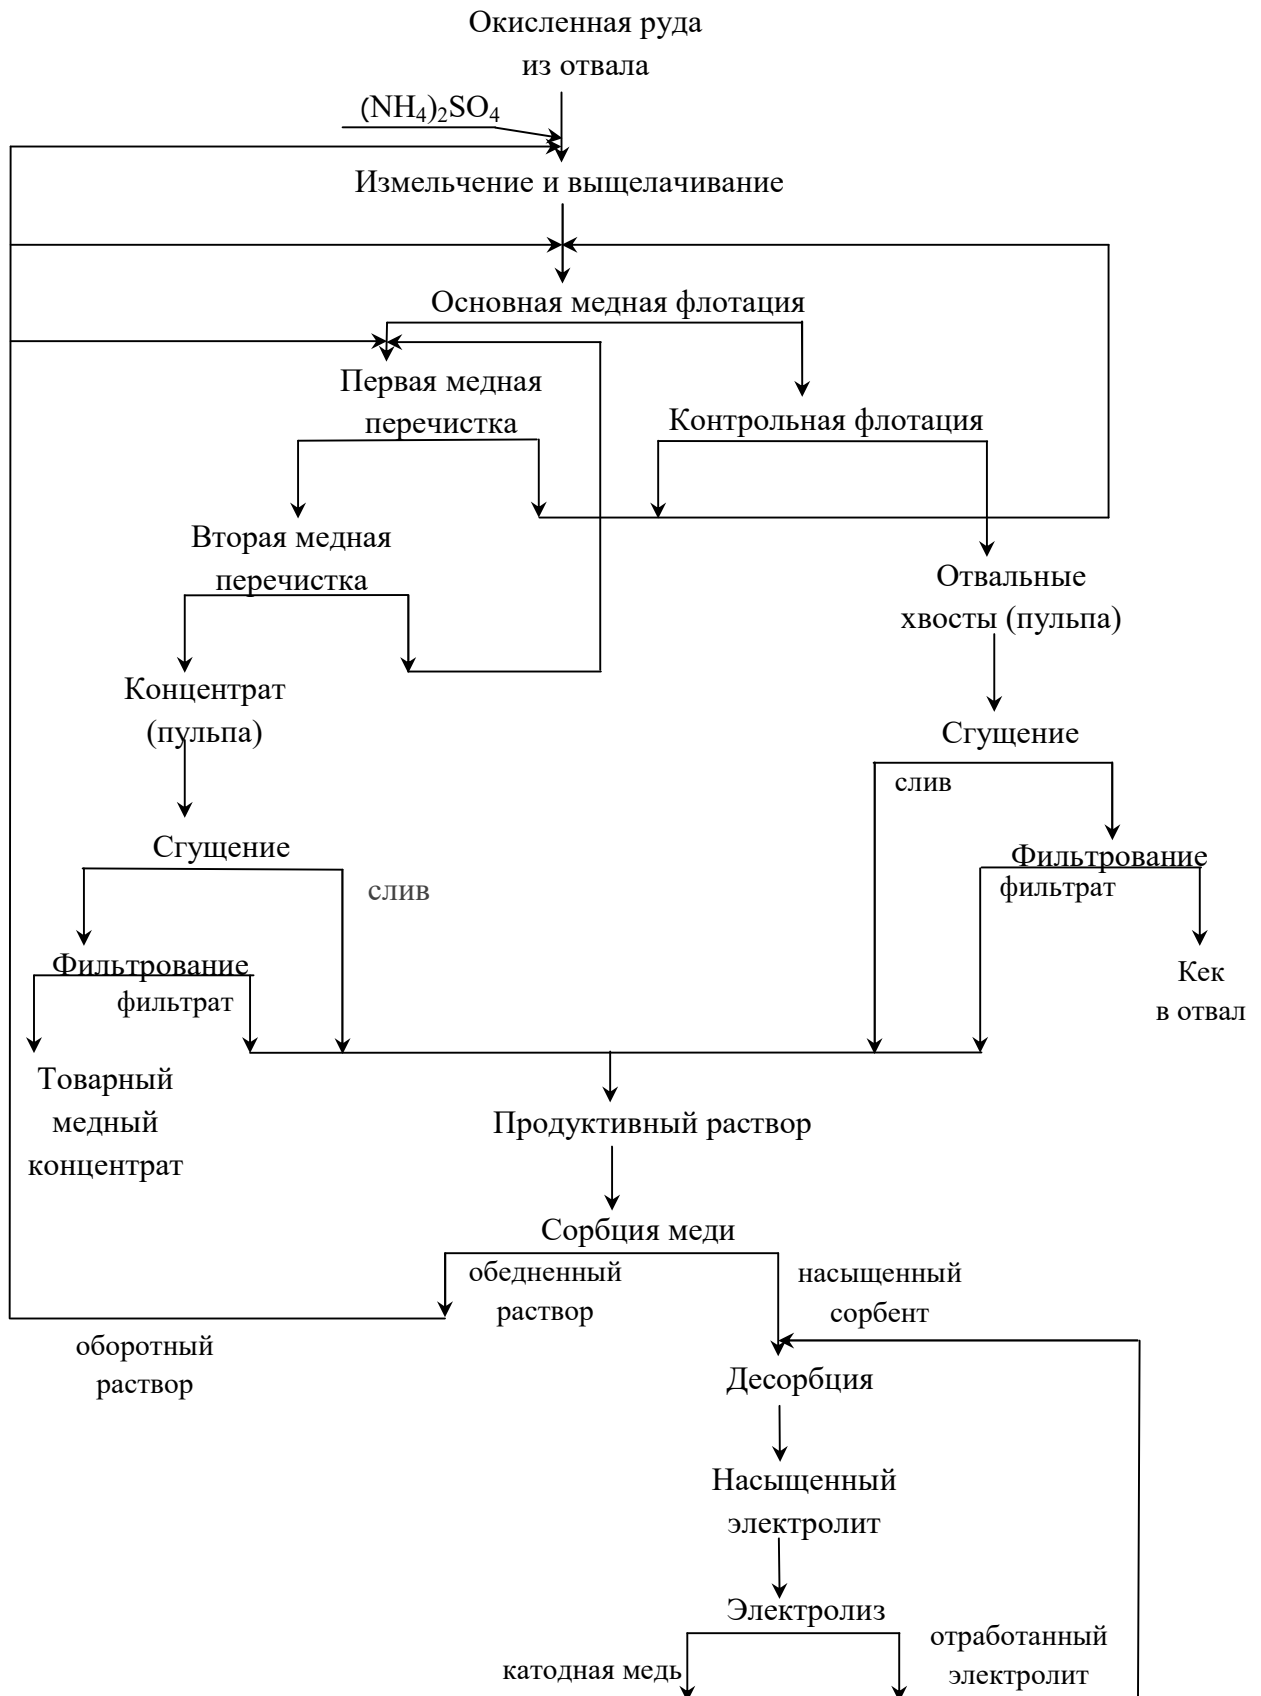 Окисленная руда
из отвала
(NH₄)₂SO₄
Измельчение и выщелачивание
Основная медная флотация
Первая медная
перечистка
Контрольная флотация
Вторая медная
перечистка
Отвальные
хвосты (пульпа)
Концентрат
(пульпа)
Сгущение
слив
Сгущение
слив
Фильтрование
фильтрат
Кек
в отвал
Фильтрование
фильтрат
Товарный
медный
концентрат
Продуктивный раствор
Сорбция меди
обедненный
раствор
насыщенный
сорбент
оборотный
раствор
Десорбция
Насыщенный
электролит
Электролиз
катодная медь
отработанный
электролит